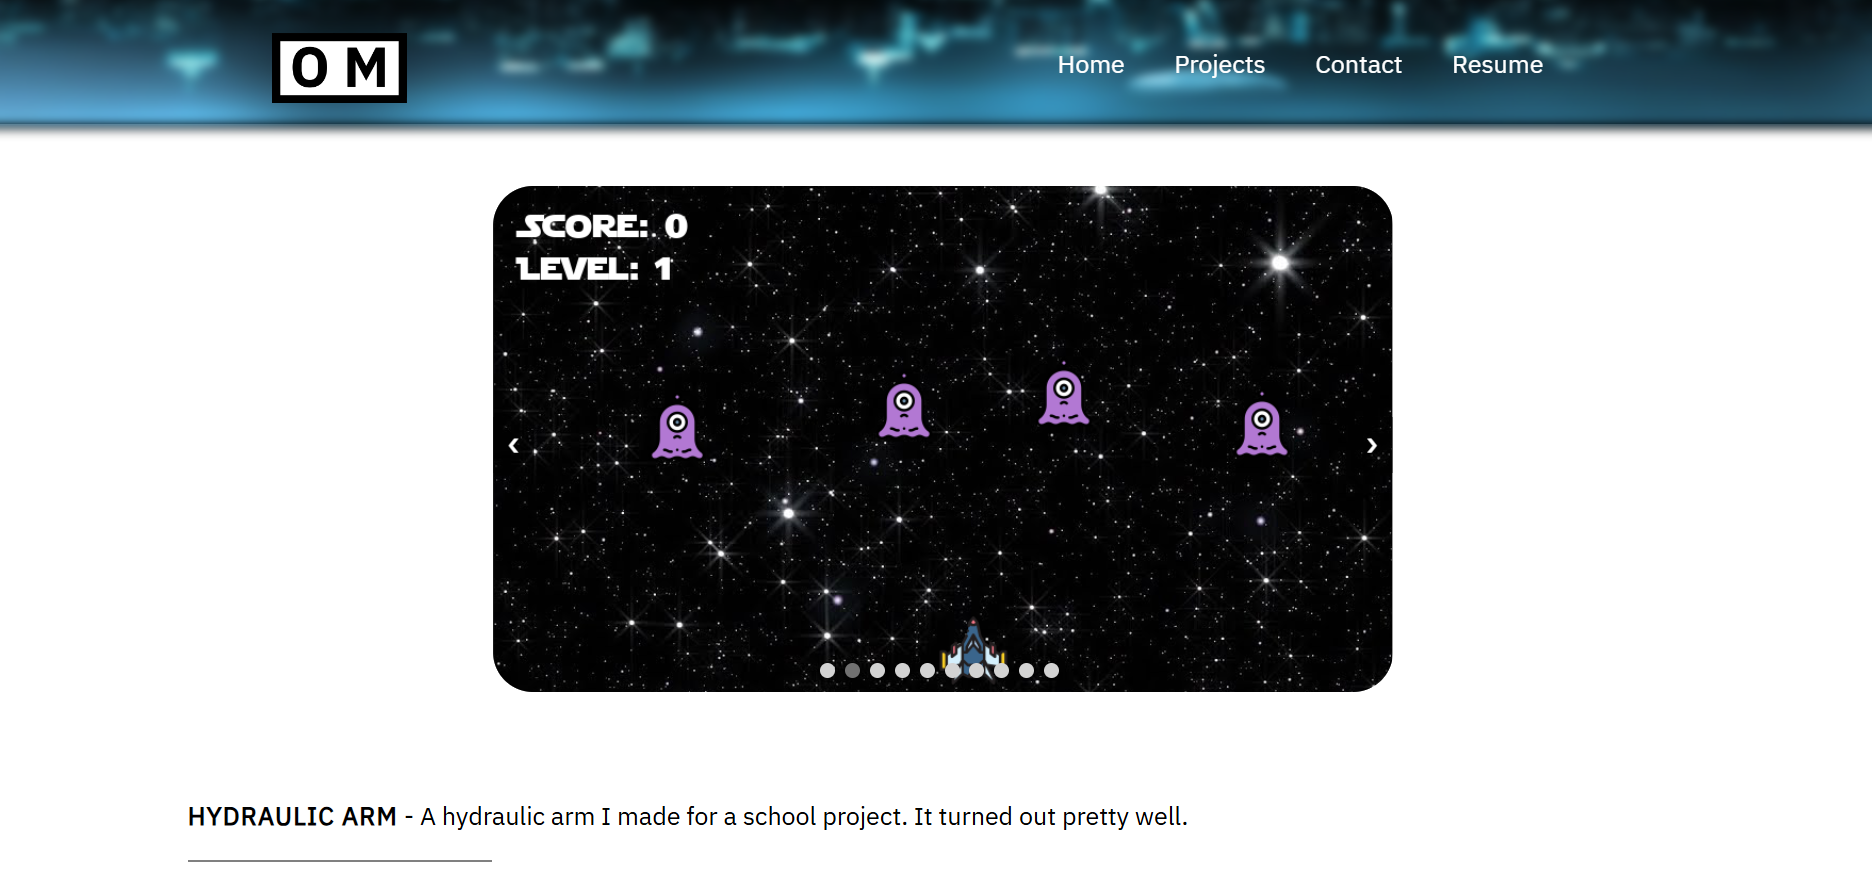 O M
Home Projects Contact Resume
SCORE: 0
LEVEL: 1
‹ ›
HYDRAULIC ARM - A hydraulic arm I made for a school project. It turned out pretty well.